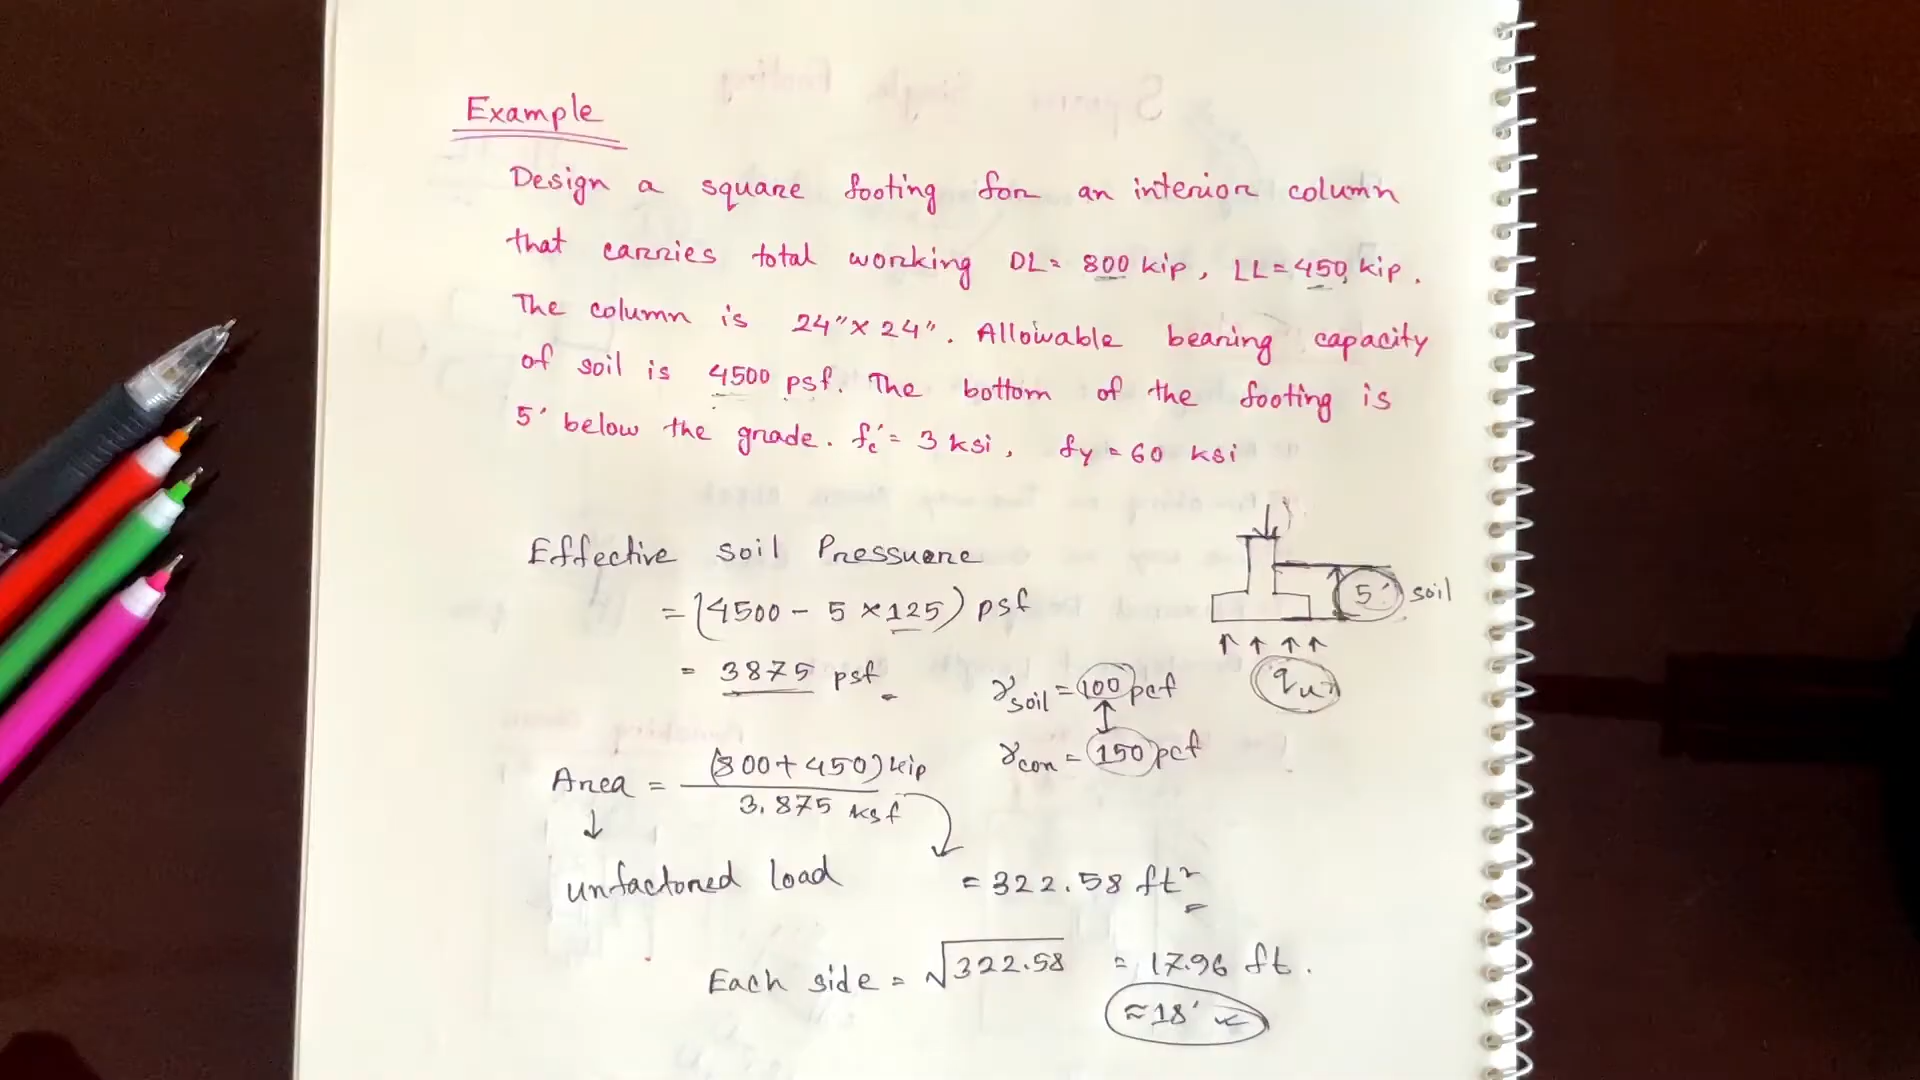 Example
Design a square footing for an interior column
that carries total working DL = 800 kip, LL = 450 kip.
The column is 24" x 24". Allowable bearing capacity
of soil is 4500 psf. The bottom of the footing is
5' below the grade. fc' = 3 ksi, fy = 60 ksi
Effective soil Pressure
= (4500 - 5 × 125) psf
= 3875 psf
5' soil
γsoil = 100 pcf
γcon = 150 pcf
Area = (800 + 450) kip
3.875 ksf
↓
unfactored load = 322.58 ft²
Each side = √322.58 = 17.96 ft.
≈ 18'